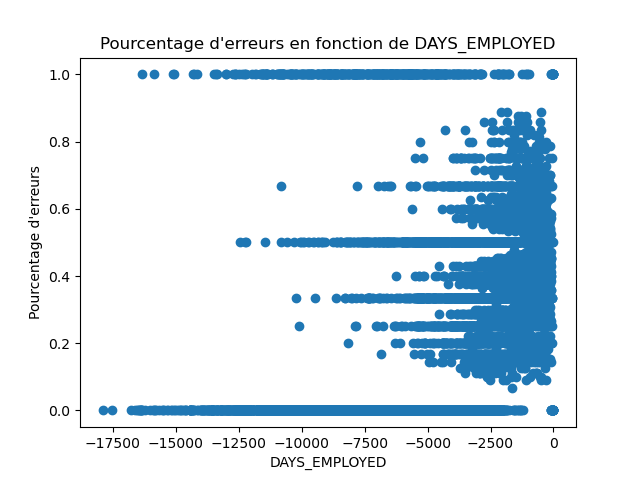 Pourcentage d'erreurs en fonction de DAYS_EMPLOYED
1.0
0.8
0.6
0.4
0.2
0.0
Pourcentage d'erreurs
−17500 −15000 −12500 −10000 −7500 −5000 −2500 0
DAYS_EMPLOYED